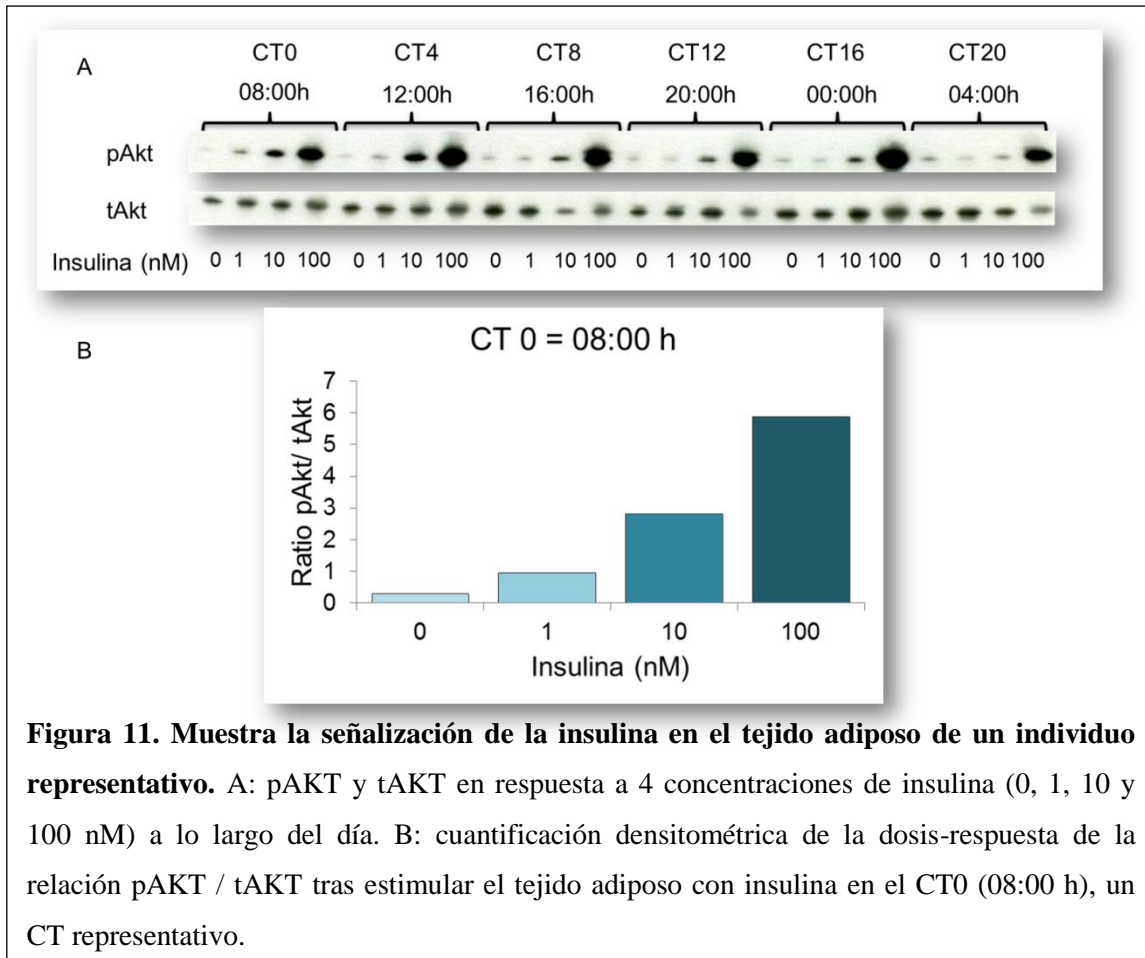 A
CT0 CT4 CT8 CT12 CT16 CT20
08:00h 12:00h 16:00h 20:00h 00:00h 04:00h
pAkt
tAkt
Insulina (nM) 0 1 10 100 0 1 10 100 0 1 10 100 0 1 10 100 0 1 10 100 0 1 10 100
B
CT 0 = 08:00 h
Ratio pAkt/ tAkt
7
6
5
4
3
2
1
0
0 1 10 100
Insulina (nM)
Figura 11. Muestra la señalización de la insulina en el tejido adiposo de un individuo
representativo. A: pAKT y tAKT en respuesta a 4 concentraciones de insulina (0, 1, 10 y
100 nM) a lo largo del día. B: cuantificación densitométrica de la dosis-respuesta de la
relación pAKT / tAKT tras estimular el tejido adiposo con insulina en el CT0 (08:00 h), un
CT representativo.